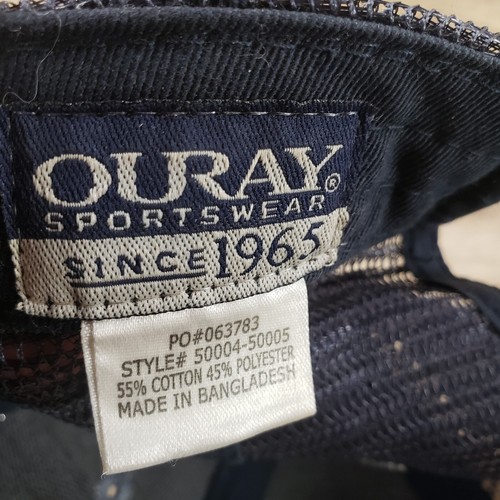 OURAY®
SPORTSWEAR
SINCE 1965
PO#063783
STYLE# 50004-50005
55% COTTON 45% POLYESTER
MADE IN BANGLADESH